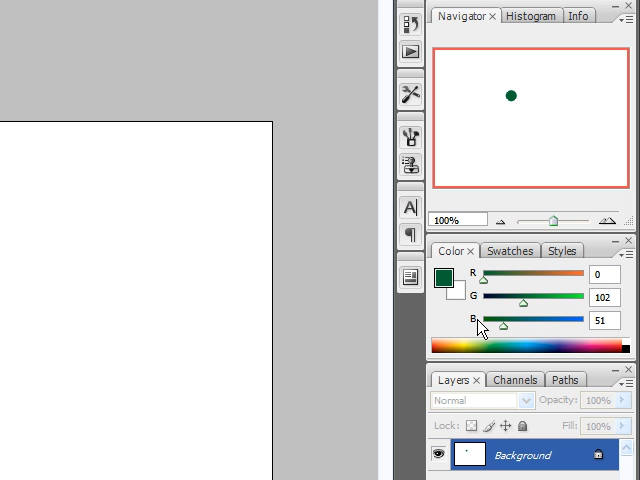 Navigator Histogram Info
100%
Color Swatches Styles
R 0
G 102
B 51
Layers Channels Paths
Normal Opacity: 100%
Lock: Fill: 100%
Background